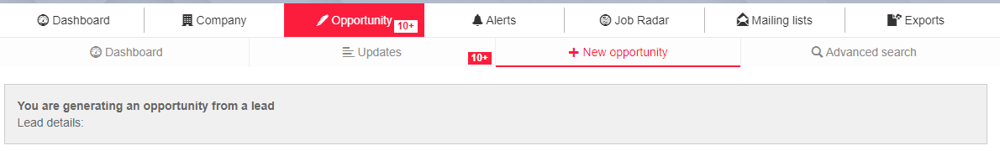 Dashboard
Company
Opportunity 10+
Alerts
Job Radar
Mailing lists
Exports
Dashboard
Updates 10+
New opportunity
Advanced search
You are generating an opportunity from a lead
Lead details: